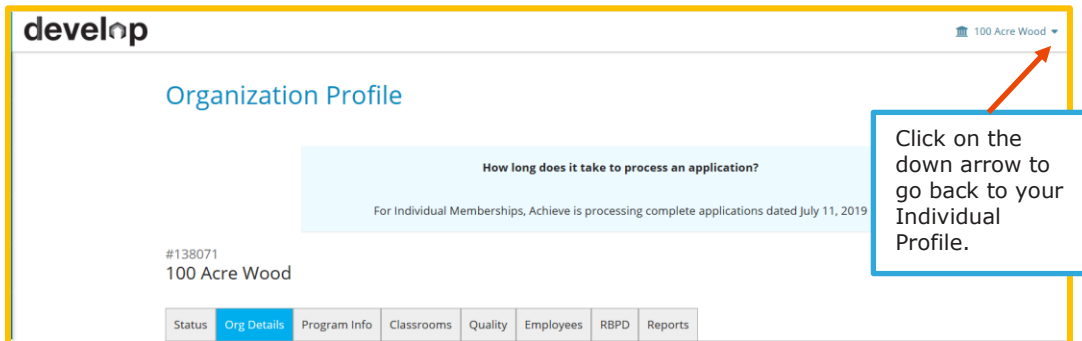 develop
100 Acre Wood
Organization Profile
How long does it take to process an application?
For Individual Memberships, Achieve is processing complete applications dated July 11, 2019
Click on the
down arrow to
go back to your
Individual
Profile.
#138071
100 Acre Wood
Status Org Details Program Info Classrooms Quality Employees RBPD Reports